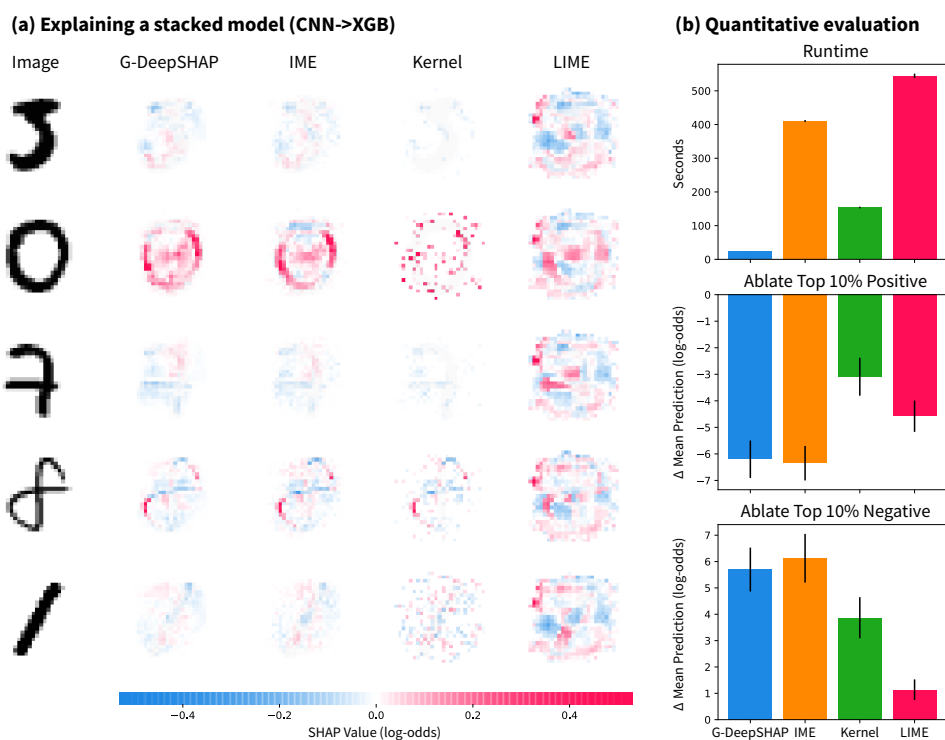 (a) Explaining a stacked model (CNN->XGB)
Image G-DeepSHAP IME Kernel LIME
−0.4 −0.2 0.0 0.2 0.4
SHAP Value (log-odds)
(b) Quantitative evaluation
Runtime
Seconds
500
400
300
200
100
0
Ablate Top 10% Positive
Δ Mean Prediction (log-odds)
0
−1
−2
−3
−4
−5
−6
−7
Ablate Top 10% Negative
Δ Mean Prediction (log-odds)
7
6
5
4
3
2
1
0
G-DeepSHAP IME Kernel LIME